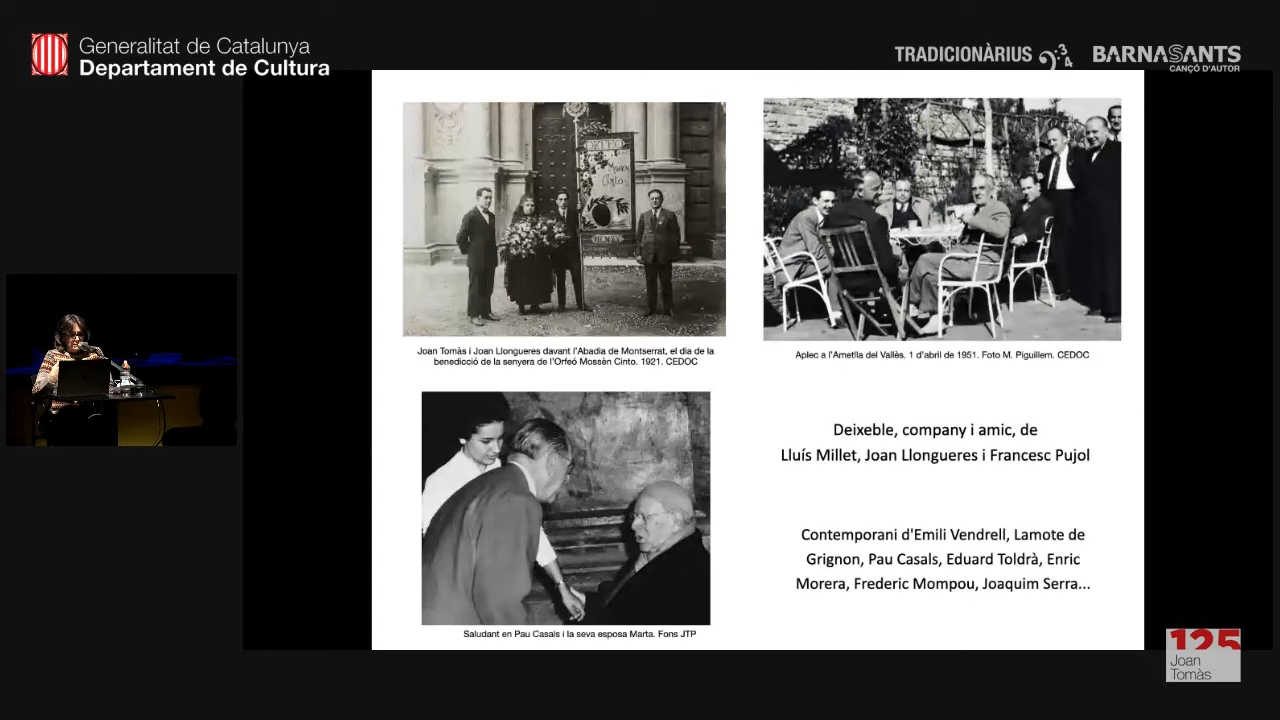 Generalitat de Catalunya
Departament de Cultura
TRADICIONÀRIUS
BARNASANTS
CANÇÓ D'AUTOR
ORFEÓ
Mossèn
Cinto
Joan Tomàs i Joan Llongueres davant l'Abadia de Montserrat, el dia de la
benedicció de la senyera de l'Orfeó Mossèn Cinto. 1921. CEDOC
Aplec a l'Ametlla del Vallès. 1 d'abril de 1951. Foto M. Piguillem. CEDOC
Deixeble, company i amic, de
Lluís Millet, Joan Llongueres i Francesc Pujol
Contemporani d'Emili Vendrell, Lamote de
Grignon, Pau Casals, Eduard Toldrà, Enric
Morera, Frederic Mompou, Joaquim Serra...
Saludant en Pau Casals i la seva esposa Marta. Fons JTP
125
Joan
Tomàs